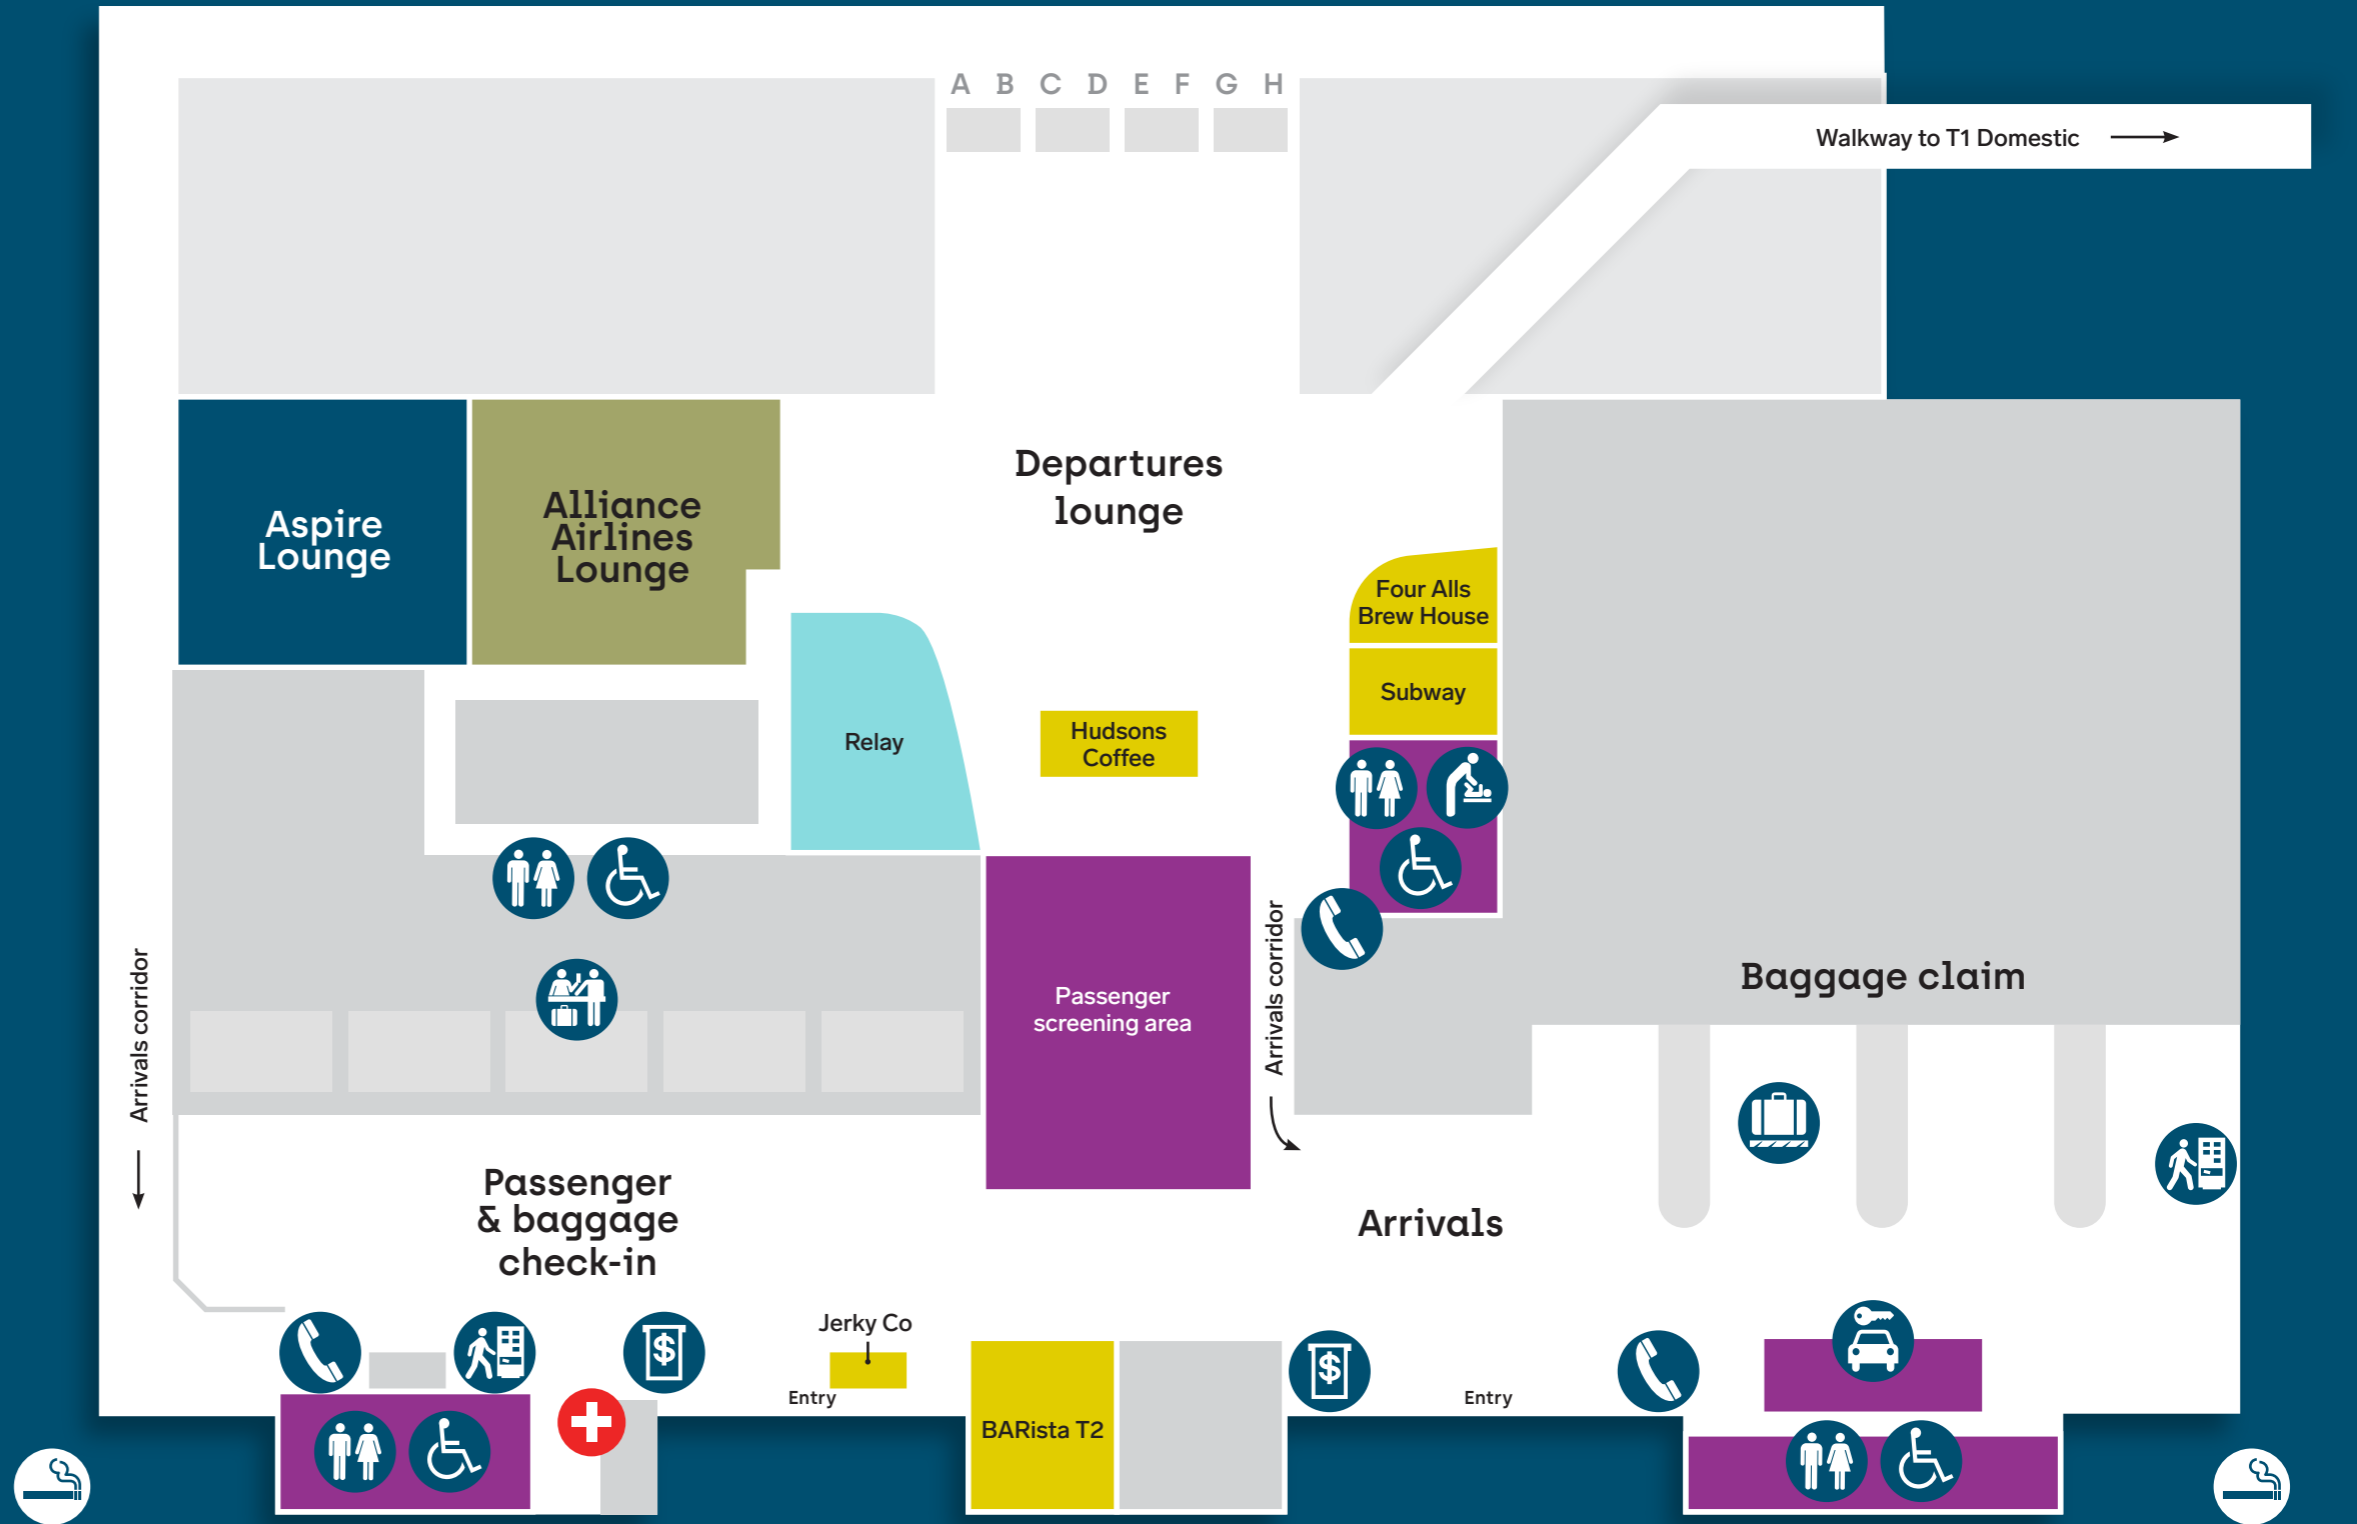 A B C D E F G H
Walkway to T1 Domestic
Departures
lounge
Aspire
Lounge
Alliance
Airlines
Lounge
Four Alls
Brew House
Subway
Relay
Hudsons
Coffee
Passenger
screening area
Arrivals corridor
Arrivals corridor
Baggage claim
Passenger
& baggage
check-in
Arrivals
Jerky Co
$
$
Entry
Entry
BARista T2